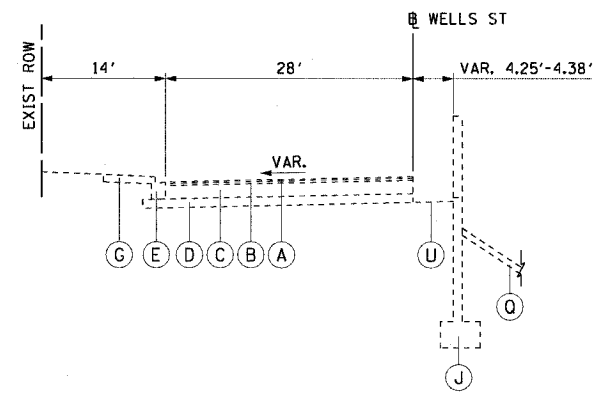 ℄ WELLS ST
EXIST ROW
14'
28'
VAR. 4.25'-4.38'
VAR.
G
E
D
C
B
A
U
Q
J